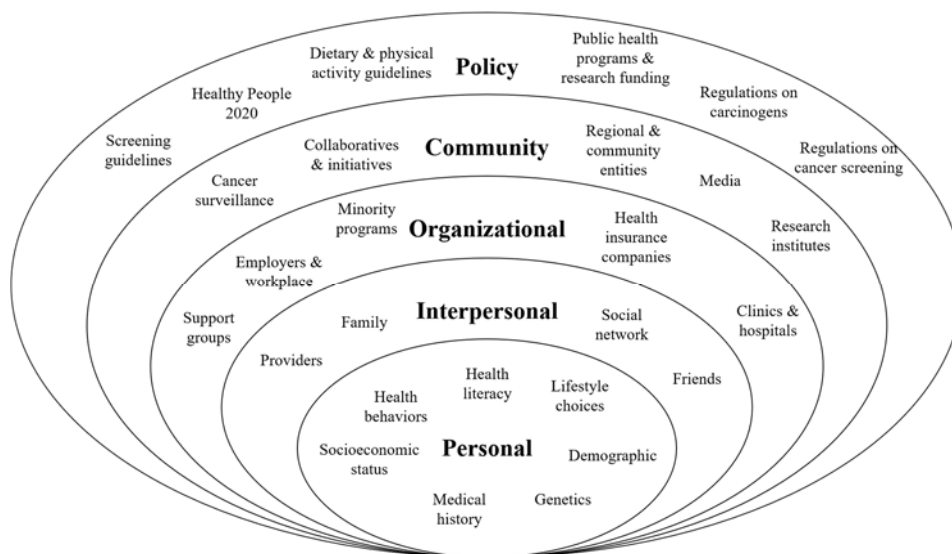 Policy
Dietary & physical
activity guidelines
Public health
programs &
research funding
Healthy People
2020
Regulations on
carcinogens
Screening
guidelines
Regulations on
cancer screening
Community
Collaboratives
& initiatives
Regional &
community
entities
Cancer
surveillance
Media
Research
institutes
Organizational
Minority
programs
Health
insurance
companies
Employers &
workplace
Support
groups
Clinics &
hospitals
Interpersonal
Family
Social
network
Providers
Friends
Health
literacy
Health
behaviors
Lifestyle
choices
Personal
Socioeconomic
status
Demographic
Medical
history
Genetics